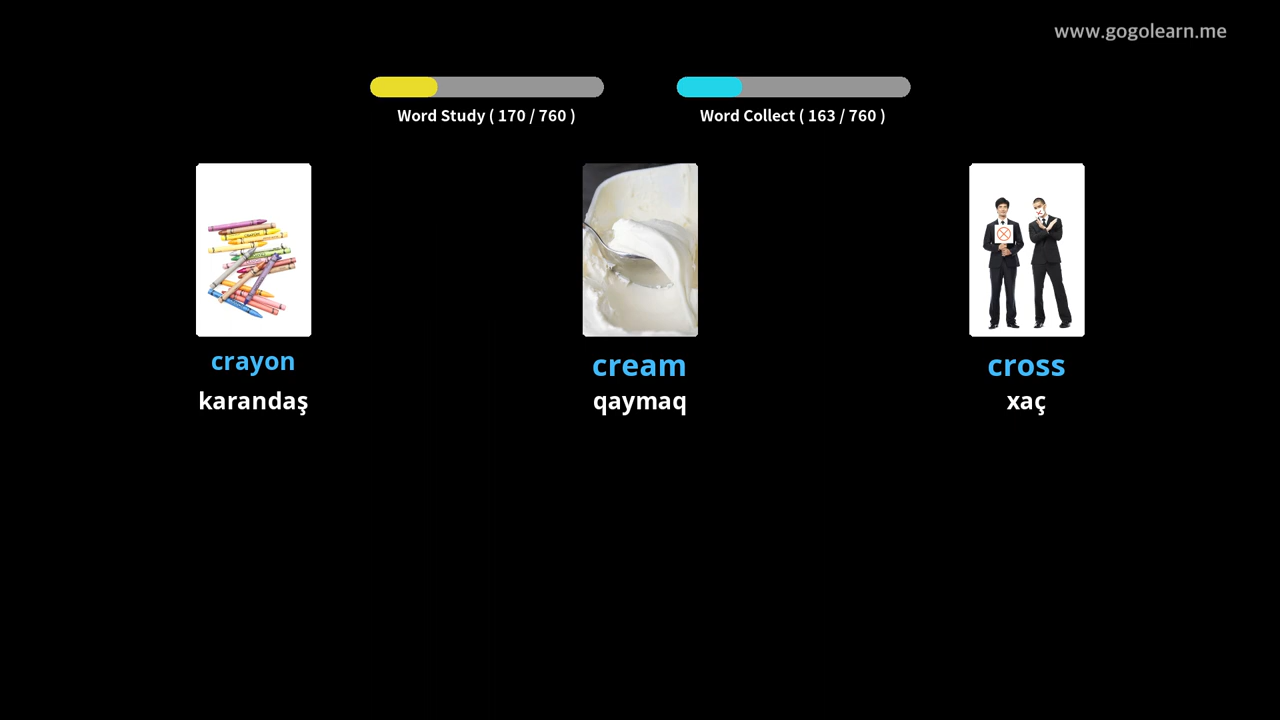 www.gogolearn.me
Word Study ( 170 / 760 )
Word Collect ( 163 / 760 )
crayon
karandaş
cream
qaymaq
cross
xaç